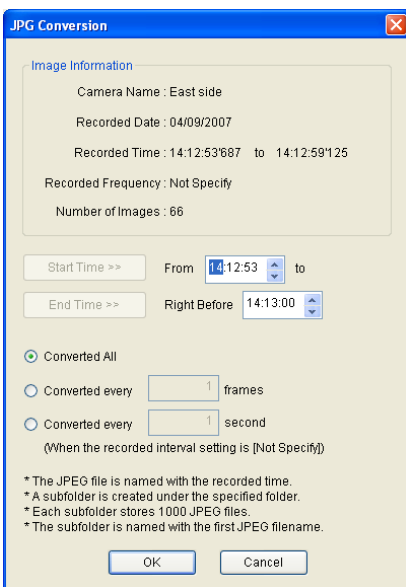 JPG Conversion
Image Information
Camera Name : East side
Recorded Date : 04/09/2007
Recorded Time : 14:12:53'687 to 14:12:59'125
Recorded Frequency : Not Specify
Number of Images : 66
Start Time >> From 14:12:53 to
End Time >> Right Before 14:13:00
Converted All
Converted every 1 frames
Converted every 1 second
(When the recorded interval setting is [Not Specify])
* The JPEG file is named with the recorded time.
* A subfolder is created under the specified folder.
* Each subfolder stores 1000 JPEG files.
* The subfolder is named with the first JPEG filename.
OK Cancel